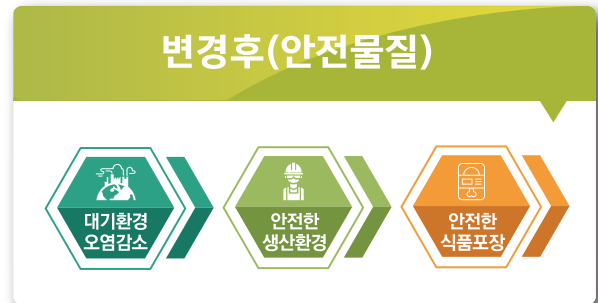 변경후(안전물질)
대기환경
오염감소
안전한
생산환경
안전한
식품포장